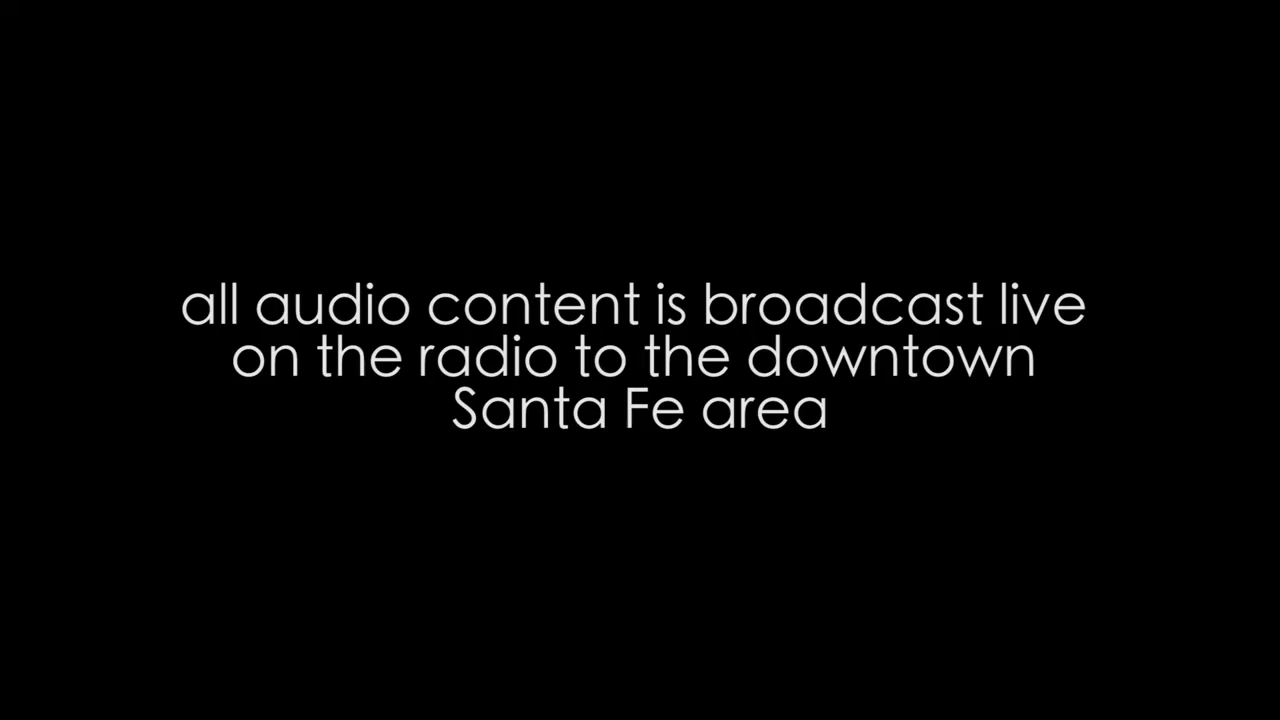 all audio content is broadcast live
on the radio to the downtown
Santa Fe area